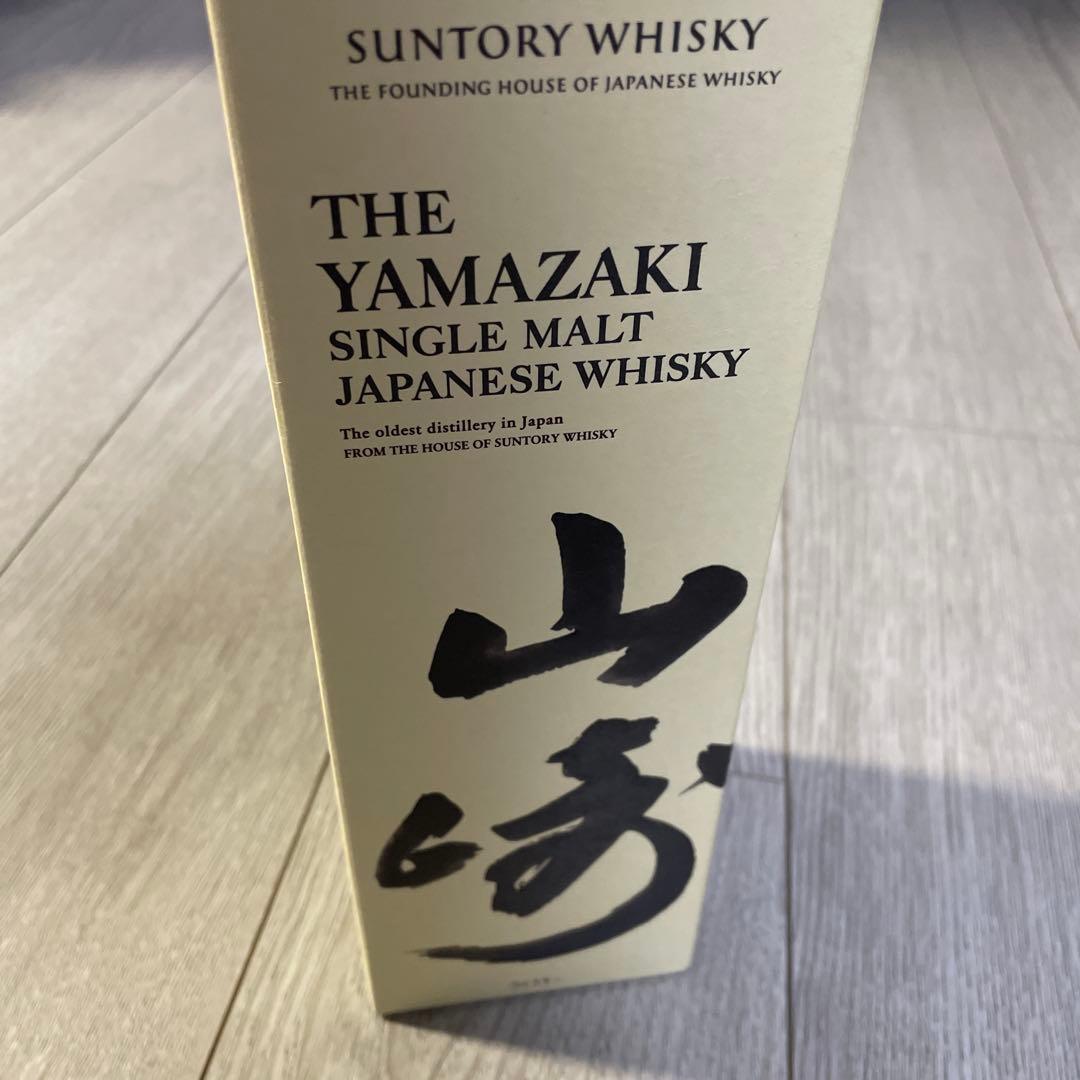 SUNTORY WHISKY
THE FOUNDING HOUSE OF JAPANESE WHISKY
THE
YAMAZAKI
SINGLE MALT
JAPANESE WHISKY
The oldest distillery in Japan
FROM THE HOUSE OF SUNTORY WHISKY
山
崎